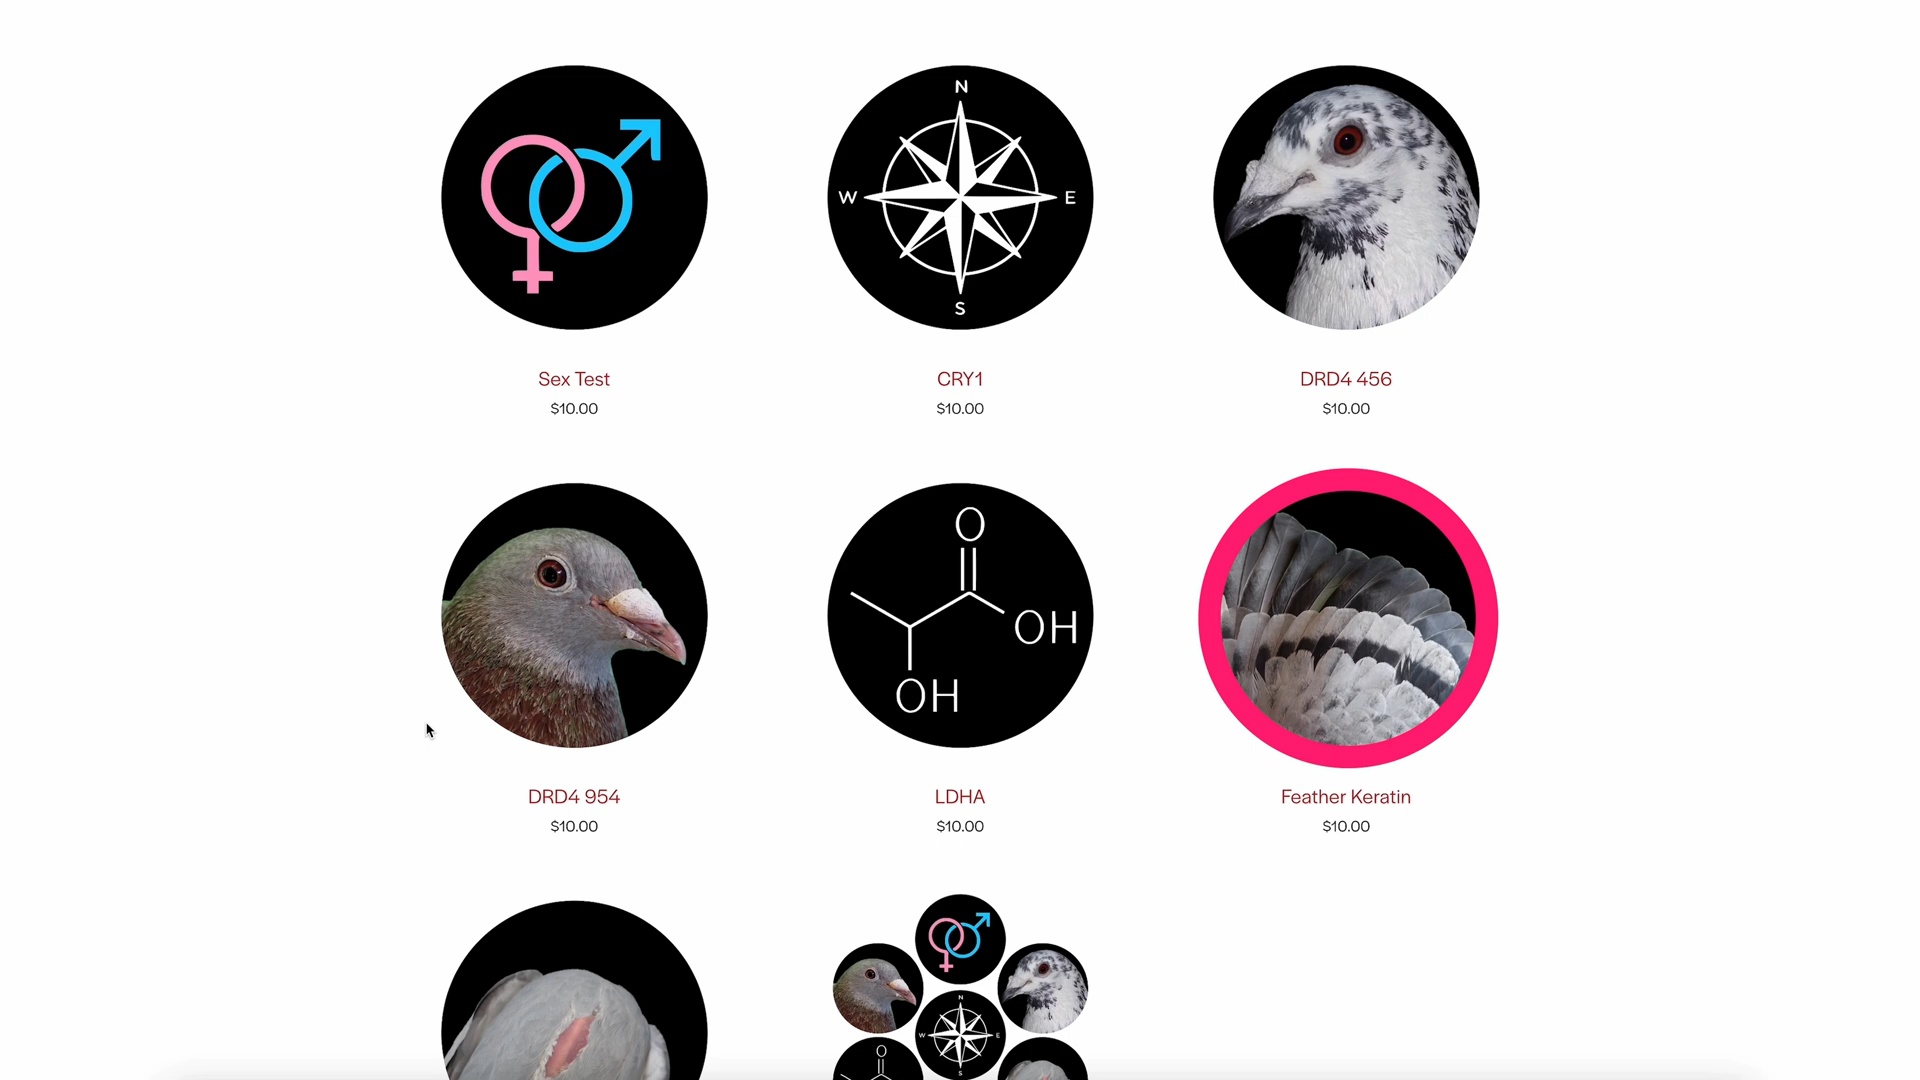 N
W E
S
Sex Test
$10.00
CRY1
$10.00
DRD4 456
$10.00
O
OH
OH
DRD4 954
$10.00
LDHA
$10.00
Feather Keratin
$10.00
N
W E
S
O